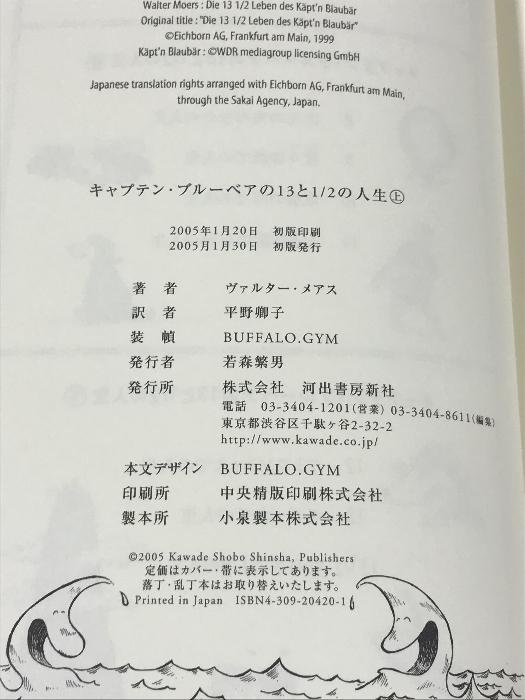 Walter Moers : Die 13 1/2 Leben des Käpt'n Blaubär
Original title : "Die 13 1/2 Leben des Käpt'n Blaubär"
©Eichborn AG, Frankfurt am Main, 1999
Käpt'n Blaubär : ©WDR mediagroup licensing GmbH
Japanese translation rights arranged with Eichborn AG, Frankfurt am Main,
through the Sakai Agency, Japan.
キャプテン・ブルーベアの13と1/2の人生㊤
2005年1月20日 初版印刷
2005年1月30日 初版発行
著者 ヴァルター・メアス
訳者 平野卿子
装幀 BUFFALO.GYM
発行者 若森繁男
発行所 株式会社 河出書房新社
電話 03-3404-1201(営業) 03-3404-8611(編集)
東京都渋谷区千駄ヶ谷2-32-2
http://www.kawade.co.jp/
本文デザイン BUFFALO.GYM
印刷所 中央精版印刷株式会社
製本所 小泉製本株式会社
©2005 Kawade Shobo Shinsha, Publishers
定価はカバー・帯に表示してあります。
落丁・乱丁本はお取り替えいたします。
Printed in Japan ISBN4-309-20420-1